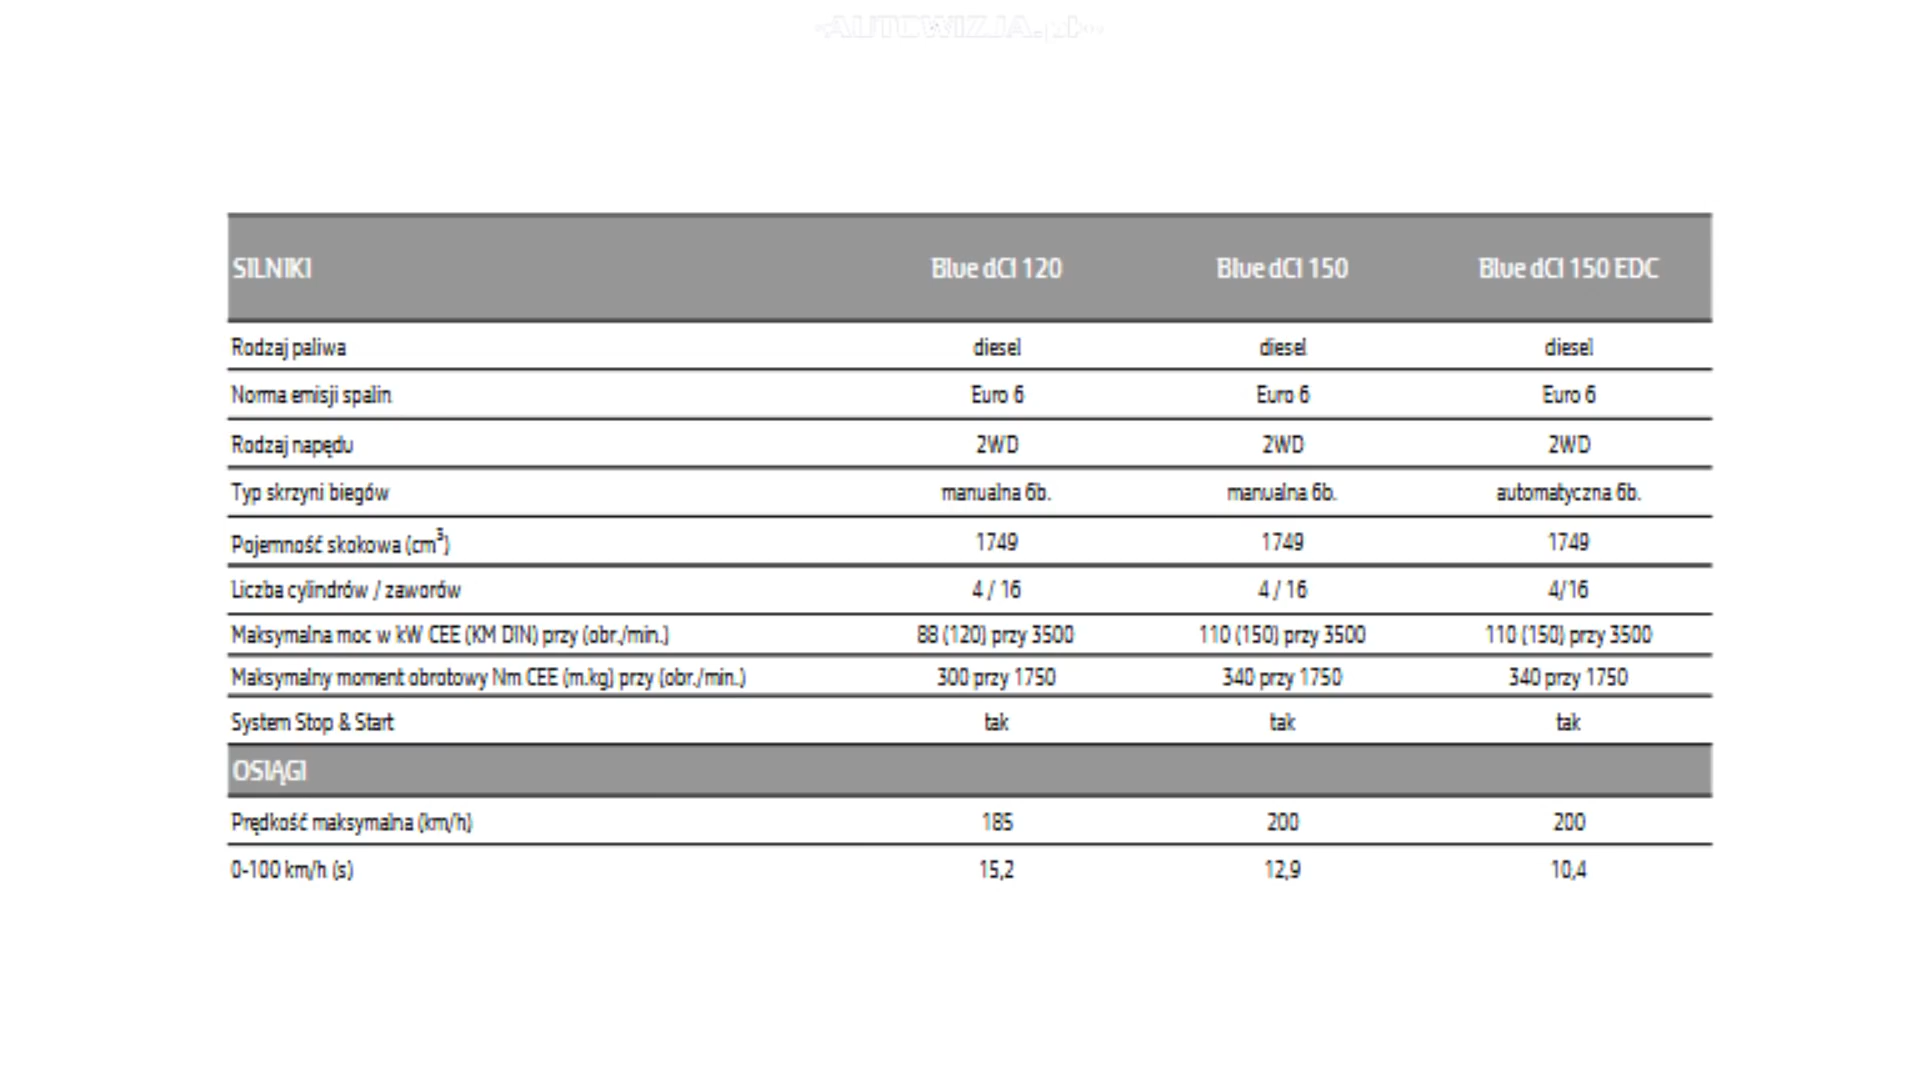 AUTOWIZJA.pl
SILNIKI Blue dCI 120 Blue dCI 150 Blue dCI 150 EDC
Rodzaj paliwa diesel diesel diesel
Norma emisji spalin Euro 6 Euro 6 Euro 6
Rodzaj napędu 2WD 2WD 2WD
Typ skrzyni biegów manualna 6b. manualna 6b. automatyczna 6b.
Pojemność skokowa (cm³) 1749 1749 1749
Liczba cylindrów / zaworów 4 / 16 4 / 16 4/16
Maksymalna moc w kW CEE (KM DIN) przy (obr./min.) 88 (120) przy 3500 110 (150) przy 3500 110 (150) przy 3500
Maksymalny moment obrotowy Nm CEE (m.kg) przy (obr./min.) 300 przy 1750 340 przy 1750 340 przy 1750
System Stop & Start tak tak tak
OSIĄGI
Prędkość maksymalna (km/h) 185 200 200
0-100 km/h (s) 15,2 12,9 10,4